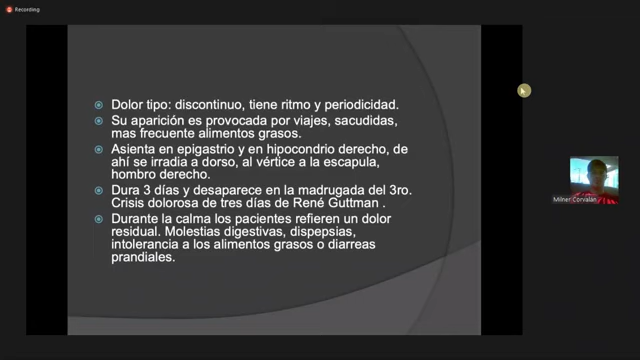 Recording
Dolor tipo: discontinuo, tiene ritmo y periodicidad.
Su aparición es provocada por viajes, sacudidas,
mas frecuente alimentos grasos.
Asienta en epigastrio y en hipocondrio derecho, de
ahí se irradia a dorso, al vértice a la escapula,
hombro derecho.
Dura 3 días y desaparece en la madrugada del 3ro.
Crisis dolorosa de tres días de René Guttman .
Durante la calma los pacientes refieren un dolor
residual. Molestias digestivas, dispepsias,
intolerancia a los alimentos grasos o diarreas
prandiales.
Milner Corvalán